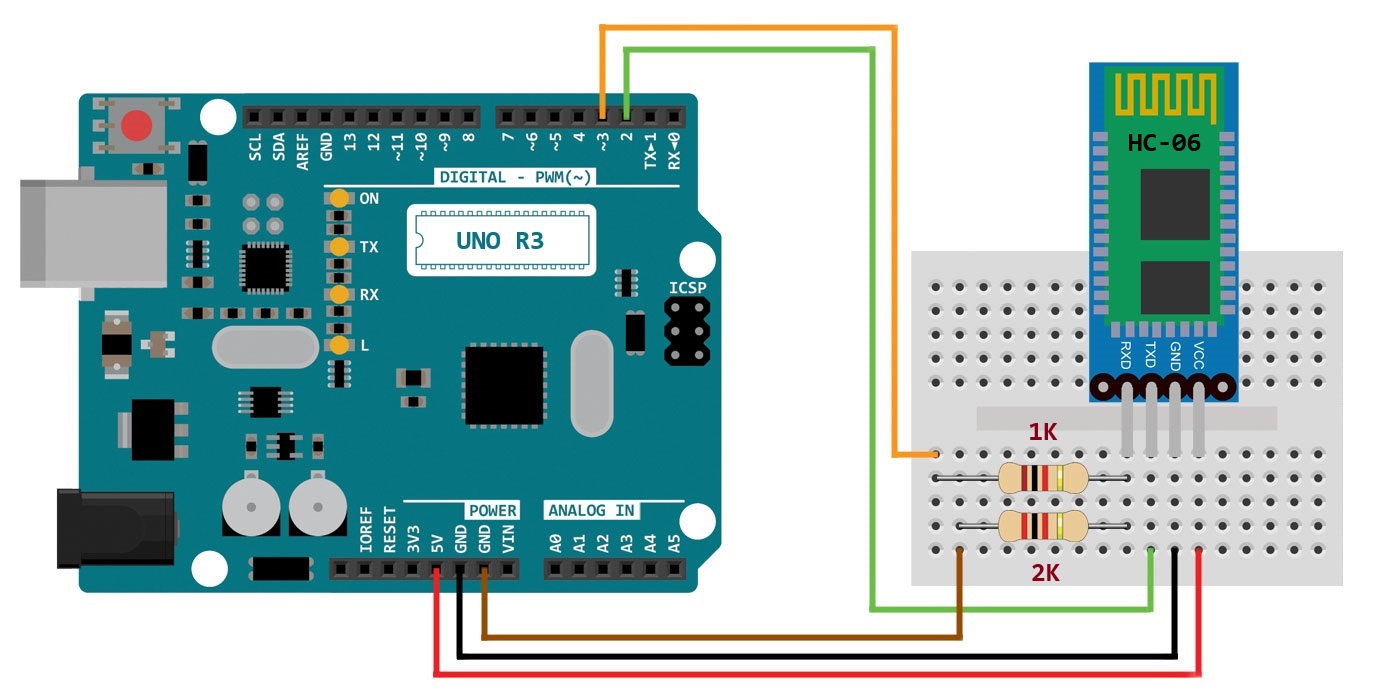 SCL
SDA
AREF
GND
13
12
~11
~10
~9
8
7
~6
~5
4
~3
2
TX▸1
RX◂0
DIGITAL - PWM(~)
ON
TX
RX
L
UNO R3
ICSP
POWER
ANALOG IN
IOREF
RESET
3V3
5V
GND
GND
VIN
A0
A1
A2
A3
A4
A5
HC-06
RXD
TXD
GND
VCC
1K
2K